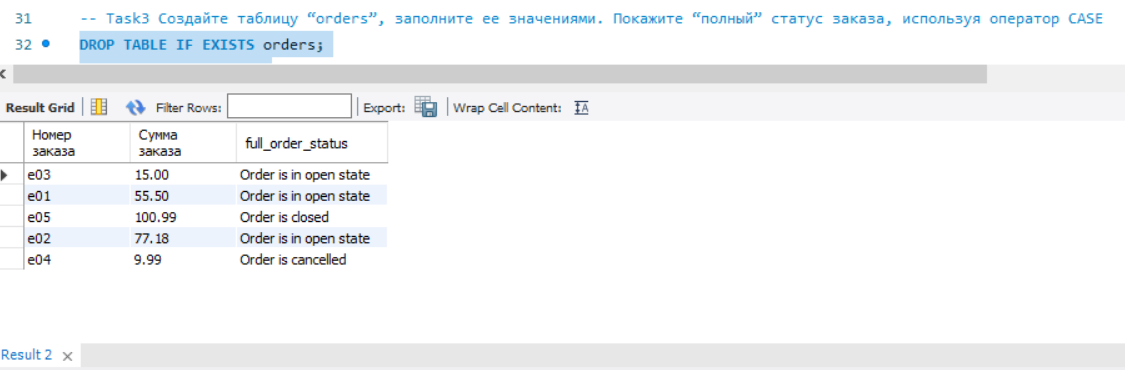 31 -- Task3 Создайте таблицу “orders”, заполните ее значениями. Покажите “полный” статус заказа, используя оператор CASE
32 DROP TABLE IF EXISTS orders;
Result Grid Filter Rows: Export: Wrap Cell Content: IA
Номер заказа Сумма заказа full_order_status
e03 15.00 Order is in open state
e01 55.50 Order is in open state
e05 100.99 Order is closed
e02 77.18 Order is in open state
e04 9.99 Order is cancelled
Result 2 ×